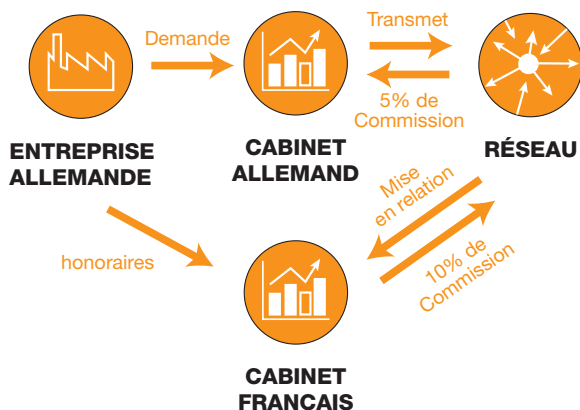 Demande
Transmet
5% de
Commission
ENTREPRISE
ALLEMANDE
CABINET
ALLEMAND
RÉSEAU
Mise
en relation
10% de
Commission
honoraires
CABINET
FRANCAIS